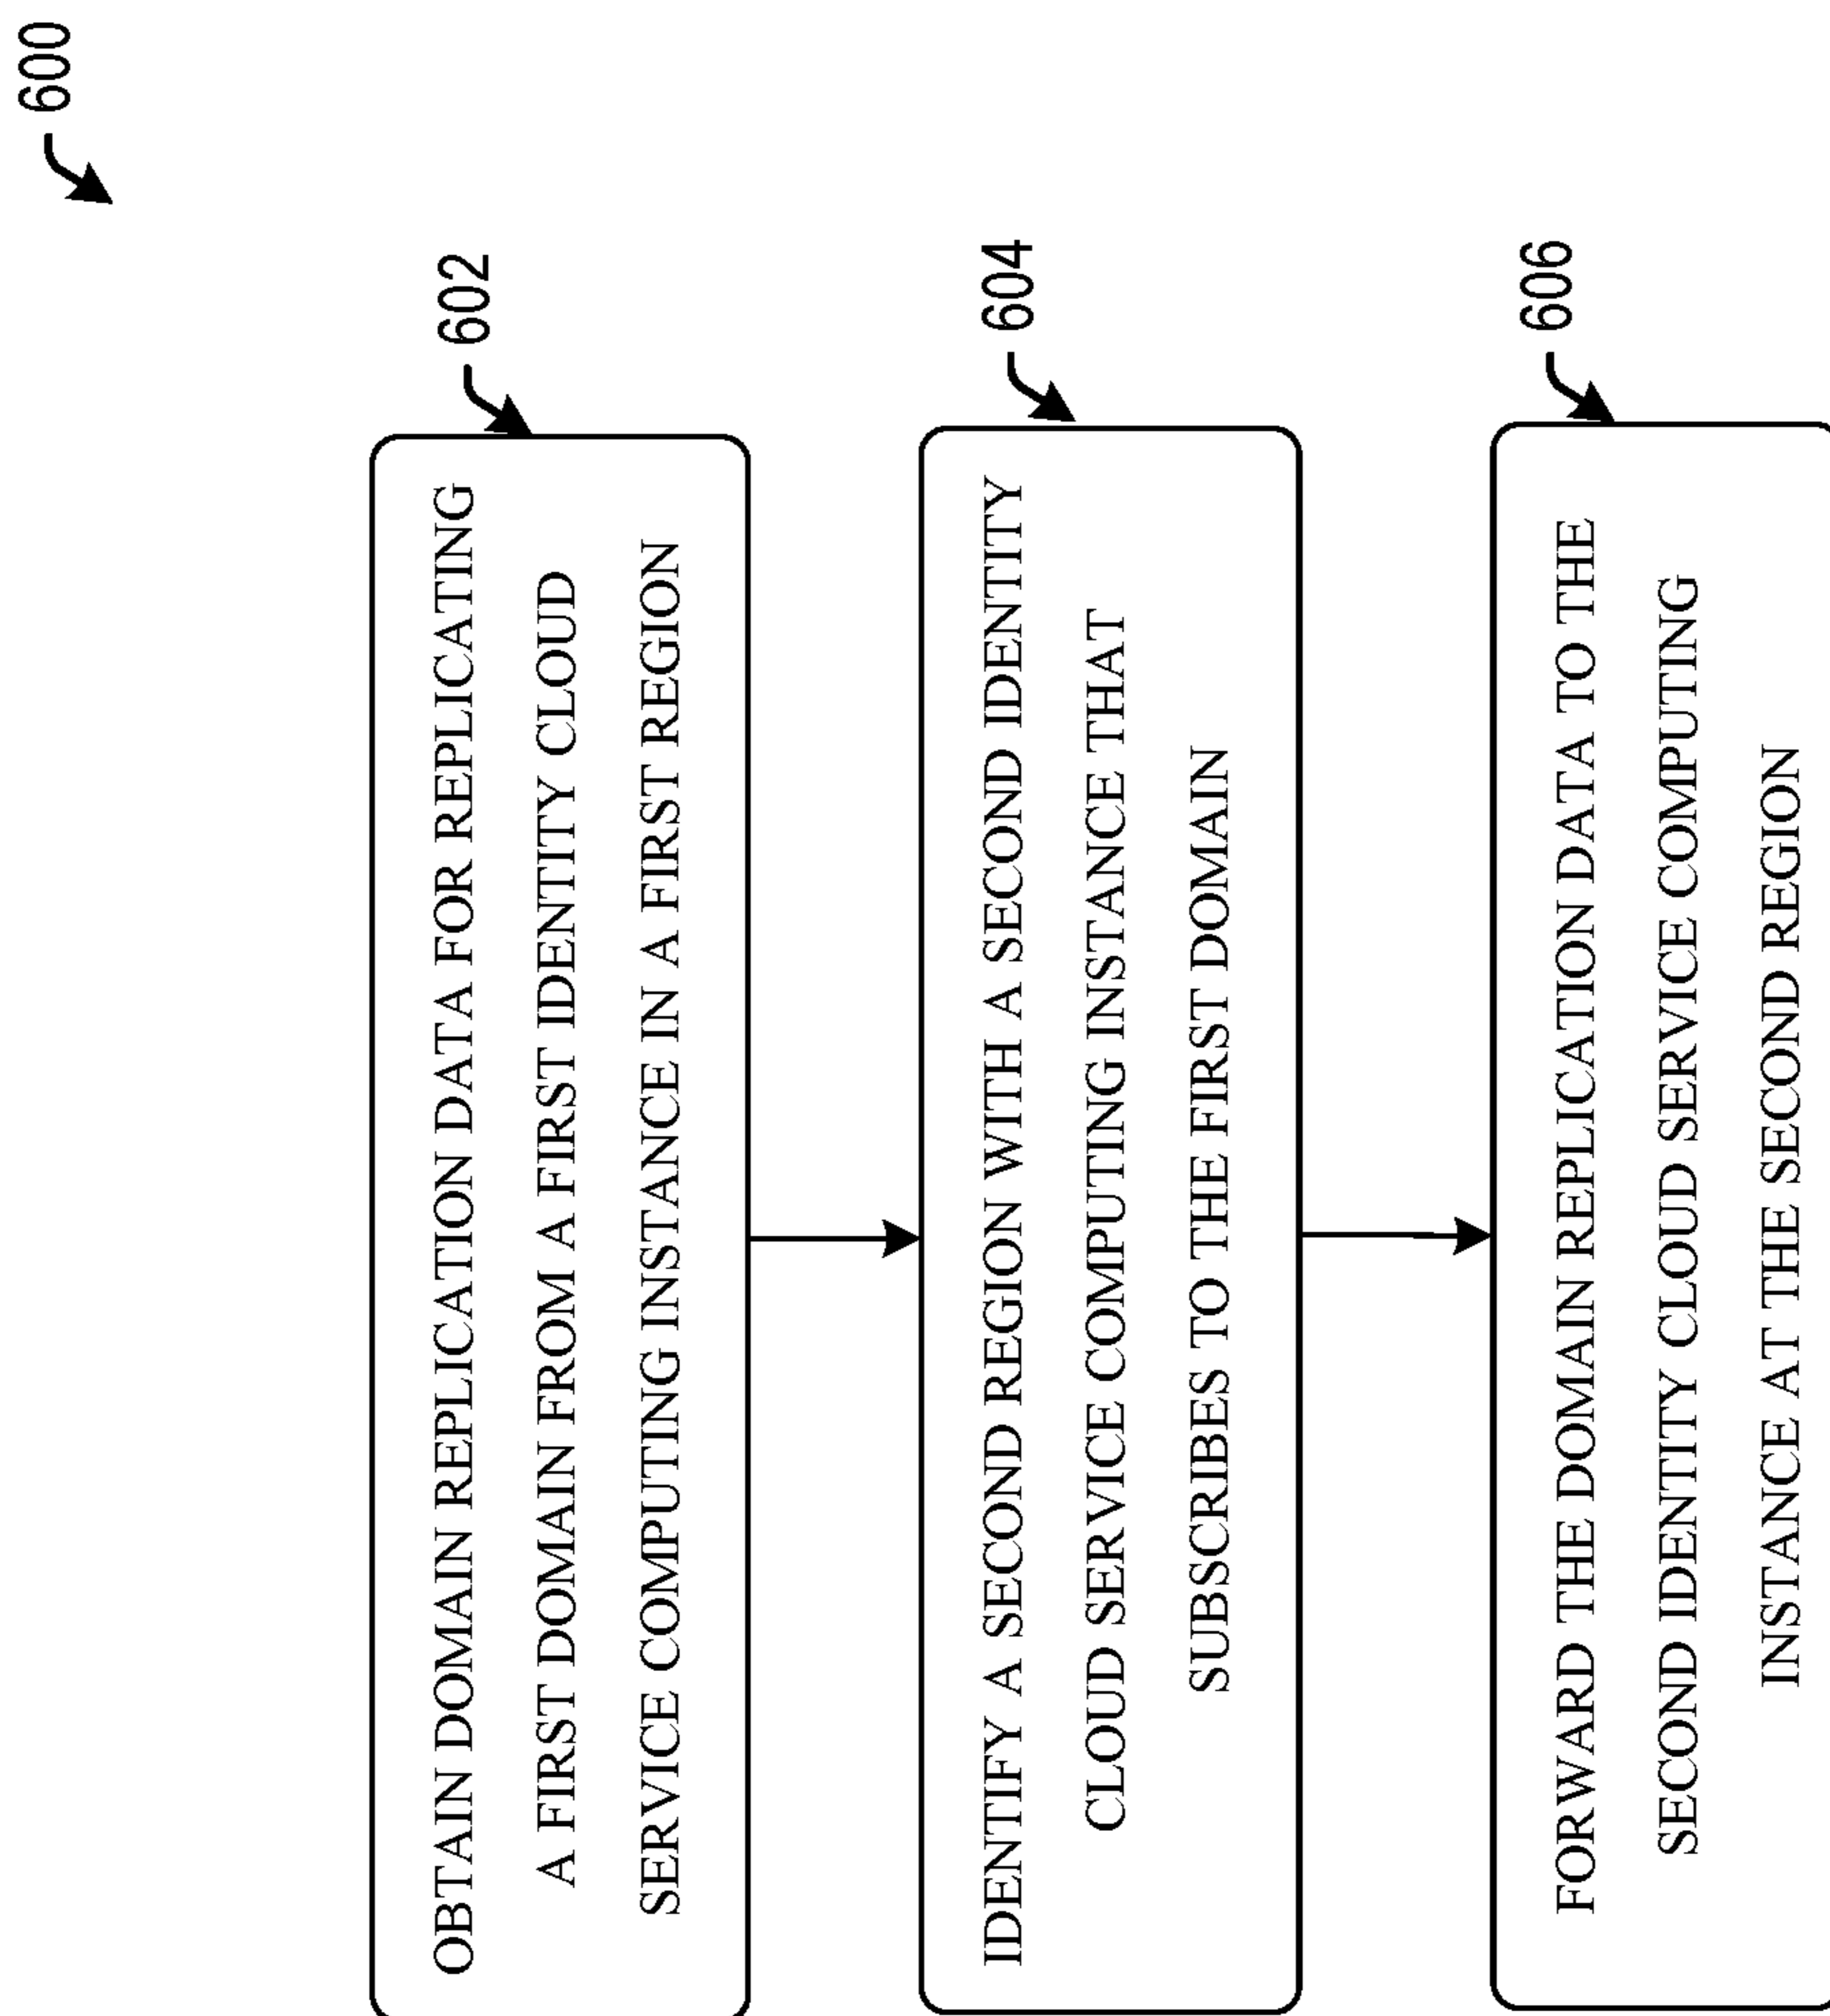 600
602
OBTAIN DOMAIN REPLICATION DATA FOR REPLICATING
A FIRST DOMAIN FROM A FIRST IDENTITY CLOUD
SERVICE COMPUTING INSTANCE IN A FIRST REGION
604
IDENTIFY A SECOND REGION WITH A SECOND IDENTITY
CLOUD SERVICE COMPUTING INSTANCE THAT
SUBSCRIBES TO THE FIRST DOMAIN
606
FORWARD THE DOMAIN REPLICATION DATA TO THE
SECOND IDENTITY CLOUD SERVICE COMPUTING
INSTANCE AT THE SECOND REGION